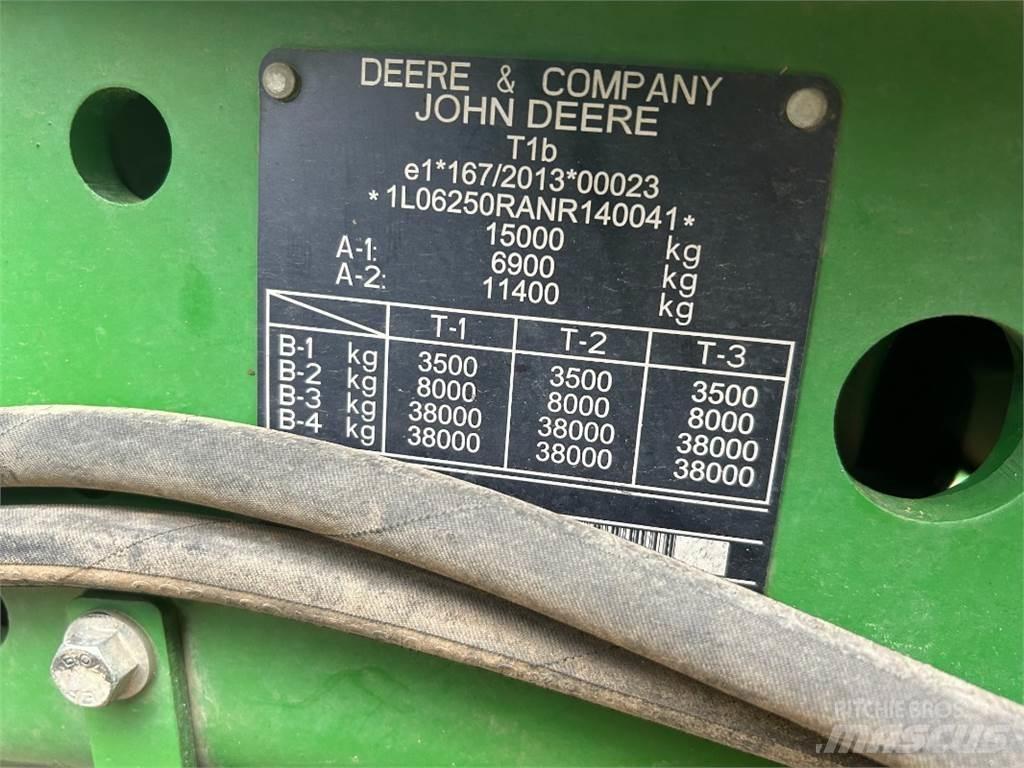 DEERE & COMPANY
JOHN DEERE
T1b
e1*167/2013*00023
*1L06250RANR140041*
15000 kg
A-1: 6900 kg
A-2: 11400 kg
T-1 T-2 T-3
B-1 kg 3500 3500 3500
B-2 kg 8000 8000 8000
B-3 kg 38000 38000 38000
B-4 kg 38000 38000 38000
RITCHIE BROS
MASCUS